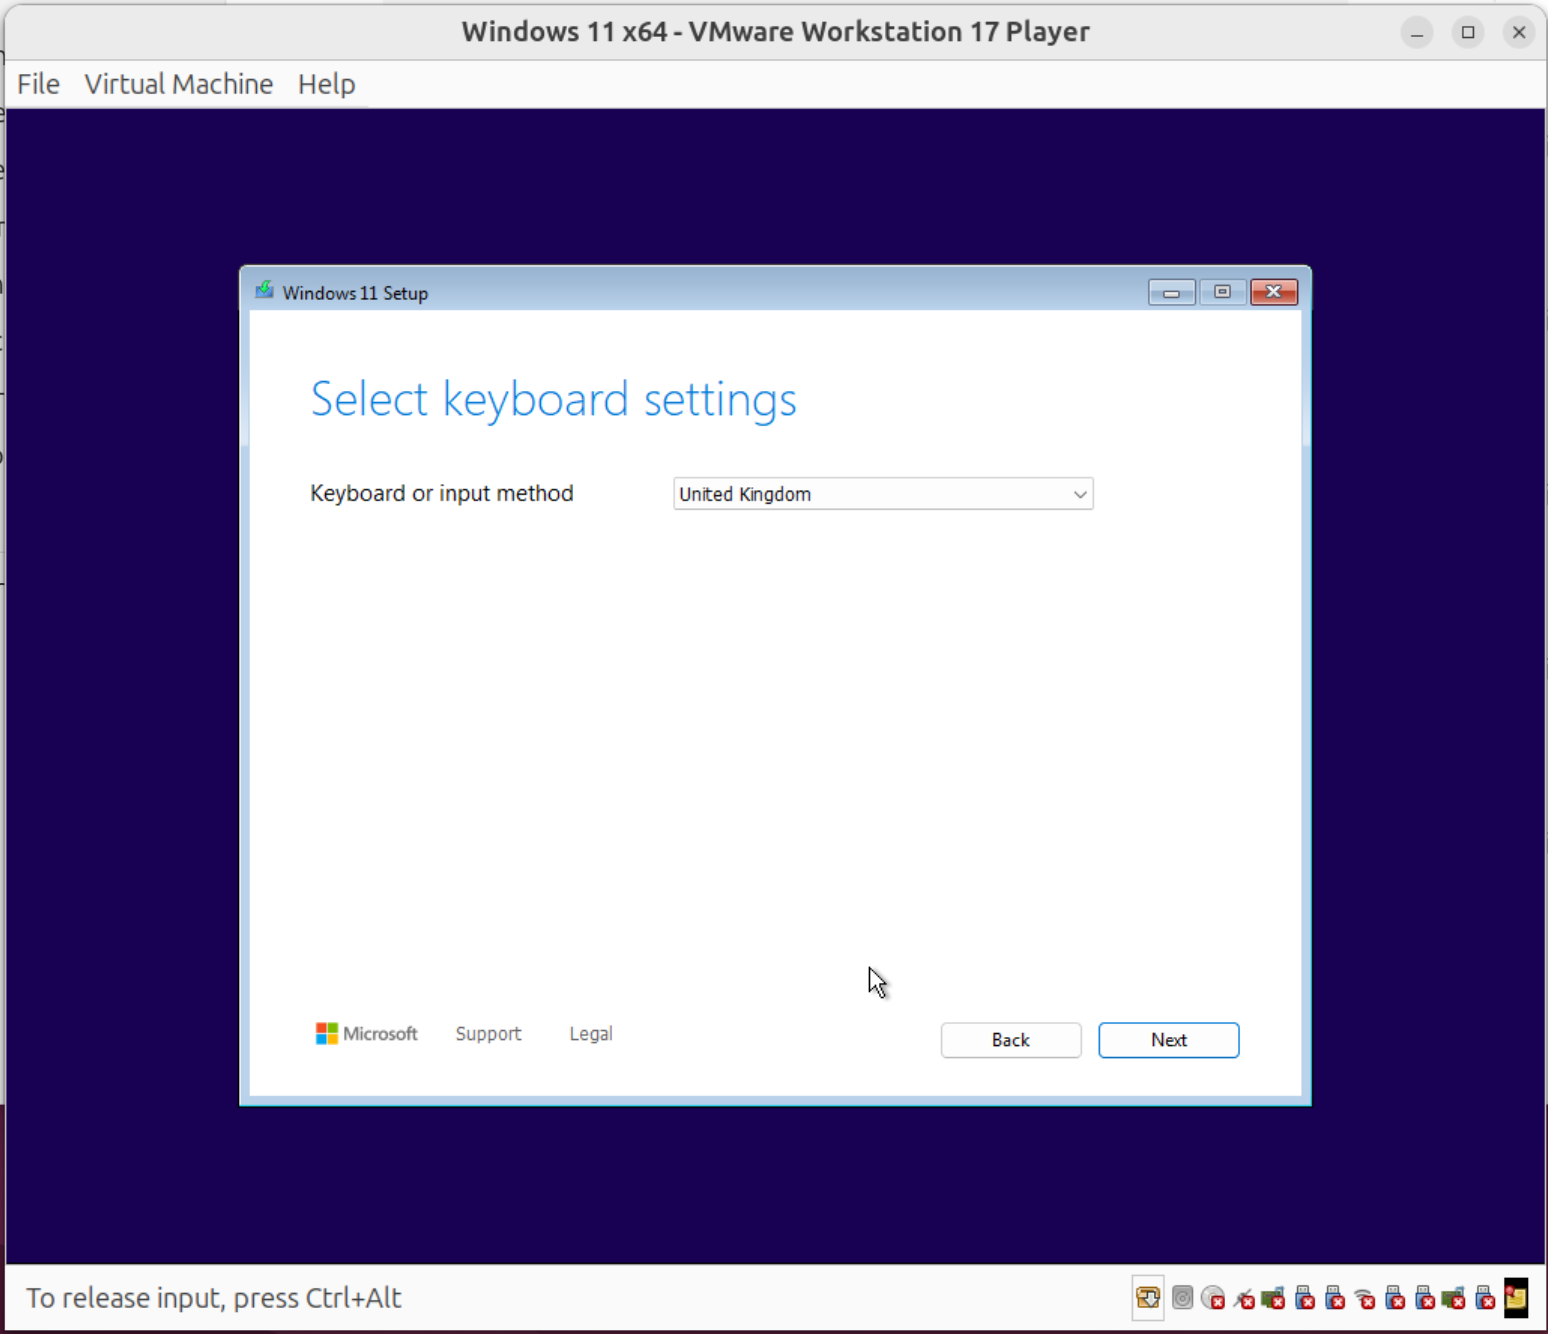 Windows 11 x64 - VMware Workstation 17 Player
File Virtual Machine Help
Windows 11 Setup
Select keyboard settings
Keyboard or input method United Kingdom
Microsoft Support Legal Back Next
To release input, press Ctrl+Alt